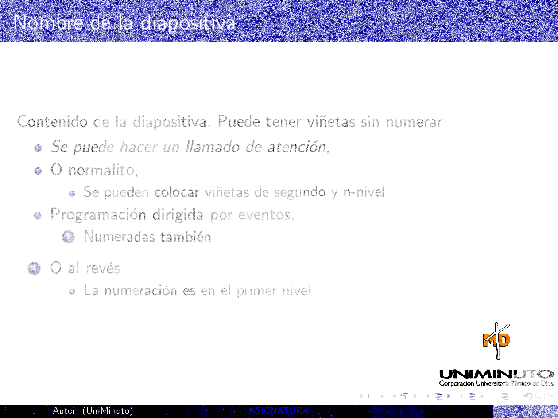 Nombre de la diapositiva
Contenido de la diapositiva. Puede tener viñetas sin numerar
Se puede hacer un llamado de atención,
O normalito,
Se pueden colocar viñetas de segundo y n-nivel
Programación dirigida por eventos,
1 Numeradas también
1 O al revés
La numeración es en el primer nivel
MD
UNIMINUTO
Corporación Universitaria Minuto de Dios
Autor (UniMinuto) ASIGNATURA